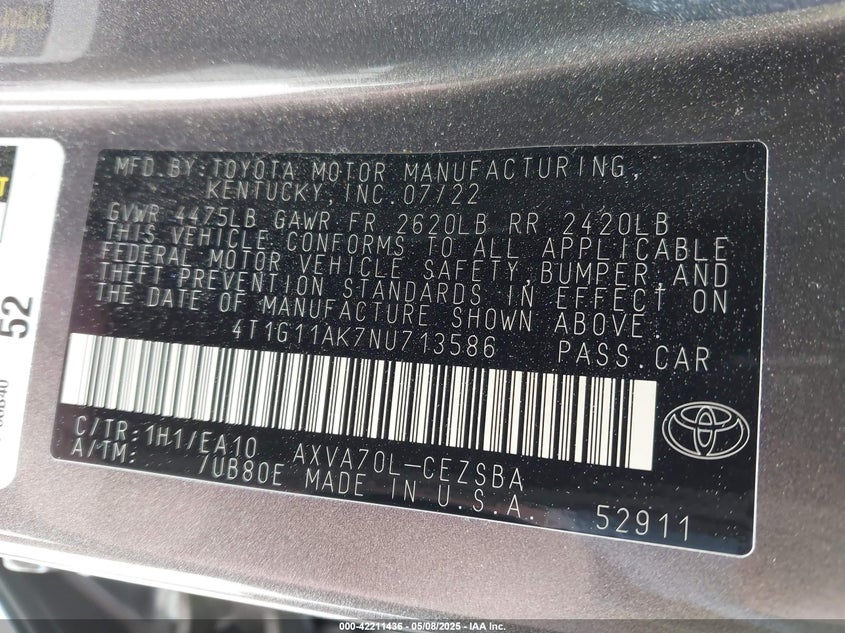 MFD.BY:TOYOTA MOTOR MANUFACTURING,
KENTUCKY,INC.07/22
GVWR 4475LB GAWR FR 2620LB RR 2420LB
THIS VEHICLE CONFORMS TO ALL APPLICABLE
FEDERAL MOTOR VEHICLE SAFETY,BUMPER,AND
THEFT PREVENTION STANDARDS IN EFFECT ON
THE DATE OF MANUFACTURE SHOWN ABOVE.
4T1G11AK7NU713586 PASS.CAR
C/TR:1H1/EA10 AXVA70L-CEZSBA
A/TM: /UB80E MADE IN U.S.A. 52911
52
000-42211436 - 05/08/2025 - IAA Inc.